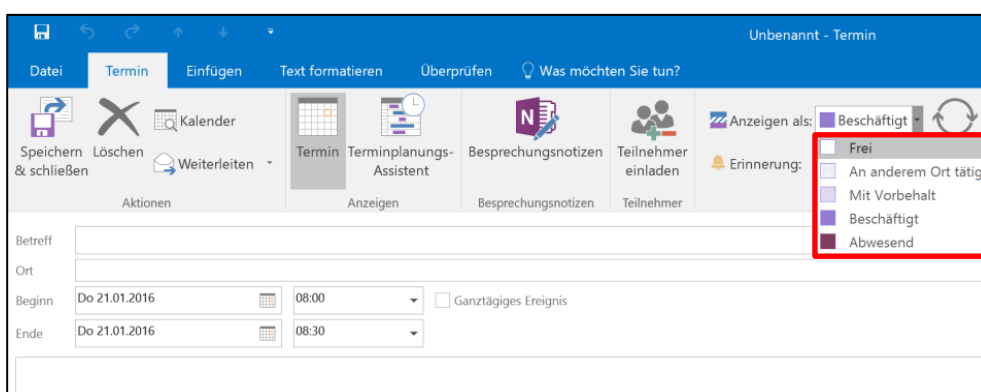 Unbenannt - Termin
Datei Termin Einfügen Text formatieren Überprüfen Was möchten Sie tun?
Speichern & schließen
Löschen
Kalender
Weiterleiten
Aktionen
Termin
Terminplanungs-
Assistent
Anzeigen
N
Besprechungsnotizen
Besprechungsnotizen
Teilnehmer
einladen
Teilnehmer
Anzeigen als: Beschäftigt
Erinnerung:
Frei
An anderem Ort tätig
Mit Vorbehalt
Beschäftigt
Abwesend
Betreff
Ort
Beginn Do 21.01.2016 08:00 Ganztägiges Ereignis
Ende Do 21.01.2016 08:30